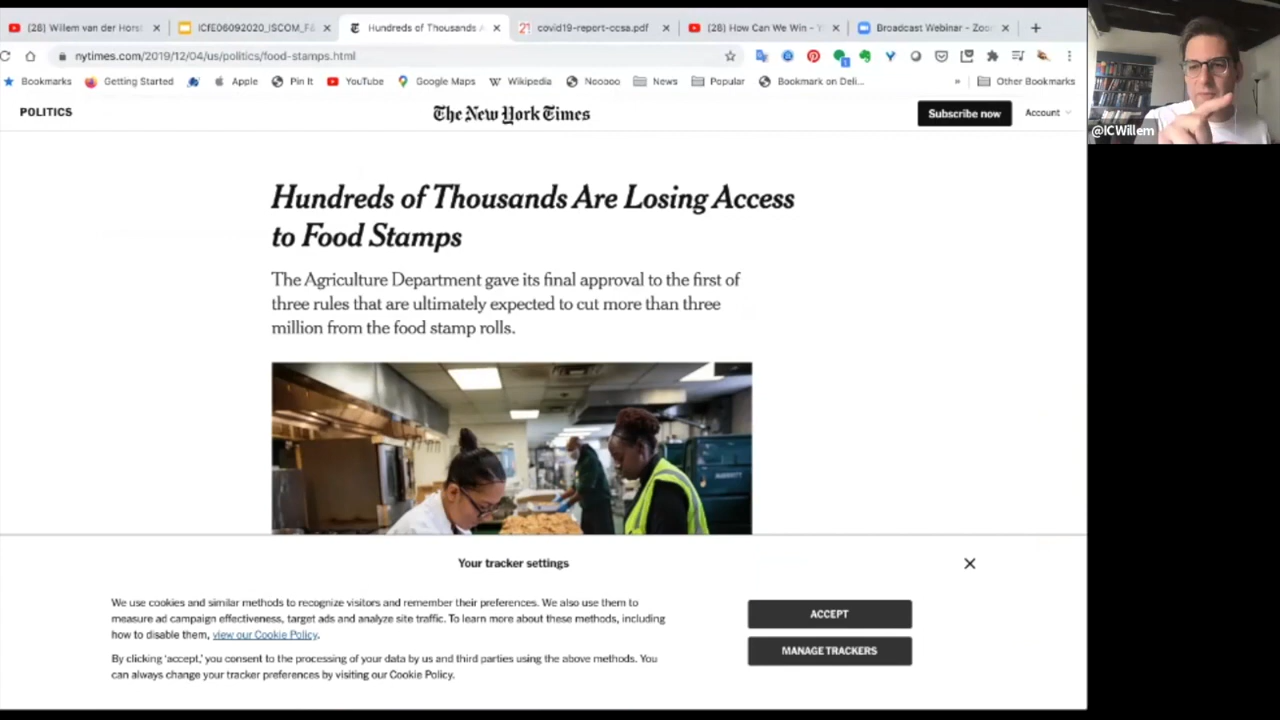 (28) Willem van der Horst
ICfE06092020_ISCOM_F
Hundreds of Thousands A
covid19-report-ccsa.pdf
(28) How Can We Win - Y
Broadcast Webinar - Zoo
nytimes.com/2019/12/04/us/politics/food-stamps.html
Bookmarks
Getting Started
Apple
Pin It
YouTube
Google Maps
Wikipedia
Nooooo
News
Popular
Bookmark on Deli...
»
Other Bookmarks
POLITICS
The New York Times
Subscribe now
Account
@ICWillem
Hundreds of Thousands Are Losing Access
to Food Stamps
The Agriculture Department gave its final approval to the first of
three rules that are ultimately expected to cut more than three
million from the food stamp rolls.
Your tracker settings
We use cookies and similar methods to recognize visitors and remember their preferences. We also use them to
measure ad campaign effectiveness, target ads and analyze site traffic. To learn more about these methods, including
how to disable them, view our Cookie Policy.
By clicking 'accept,' you consent to the processing of your data by us and third parties using the above methods. You
can always change your tracker preferences by visiting our Cookie Policy.
ACCEPT
MANAGE TRACKERS